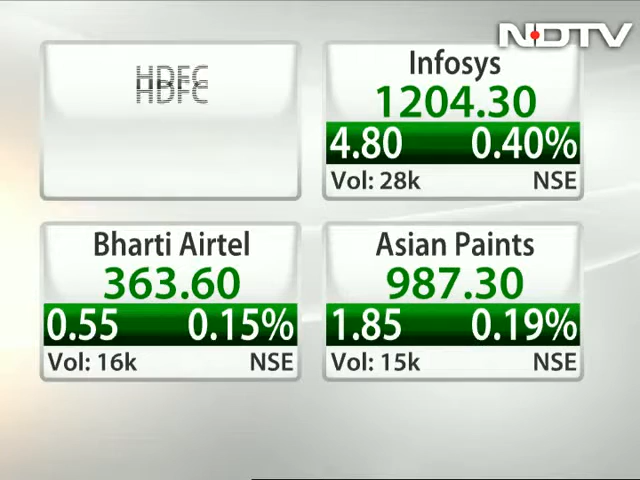 NDTV
HDFC
Infosys
1204.30
4.80 0.40%
Vol: 28k NSE
Bharti Airtel
363.60
0.55 0.15%
Vol: 16k NSE
Asian Paints
987.30
1.85 0.19%
Vol: 15k NSE